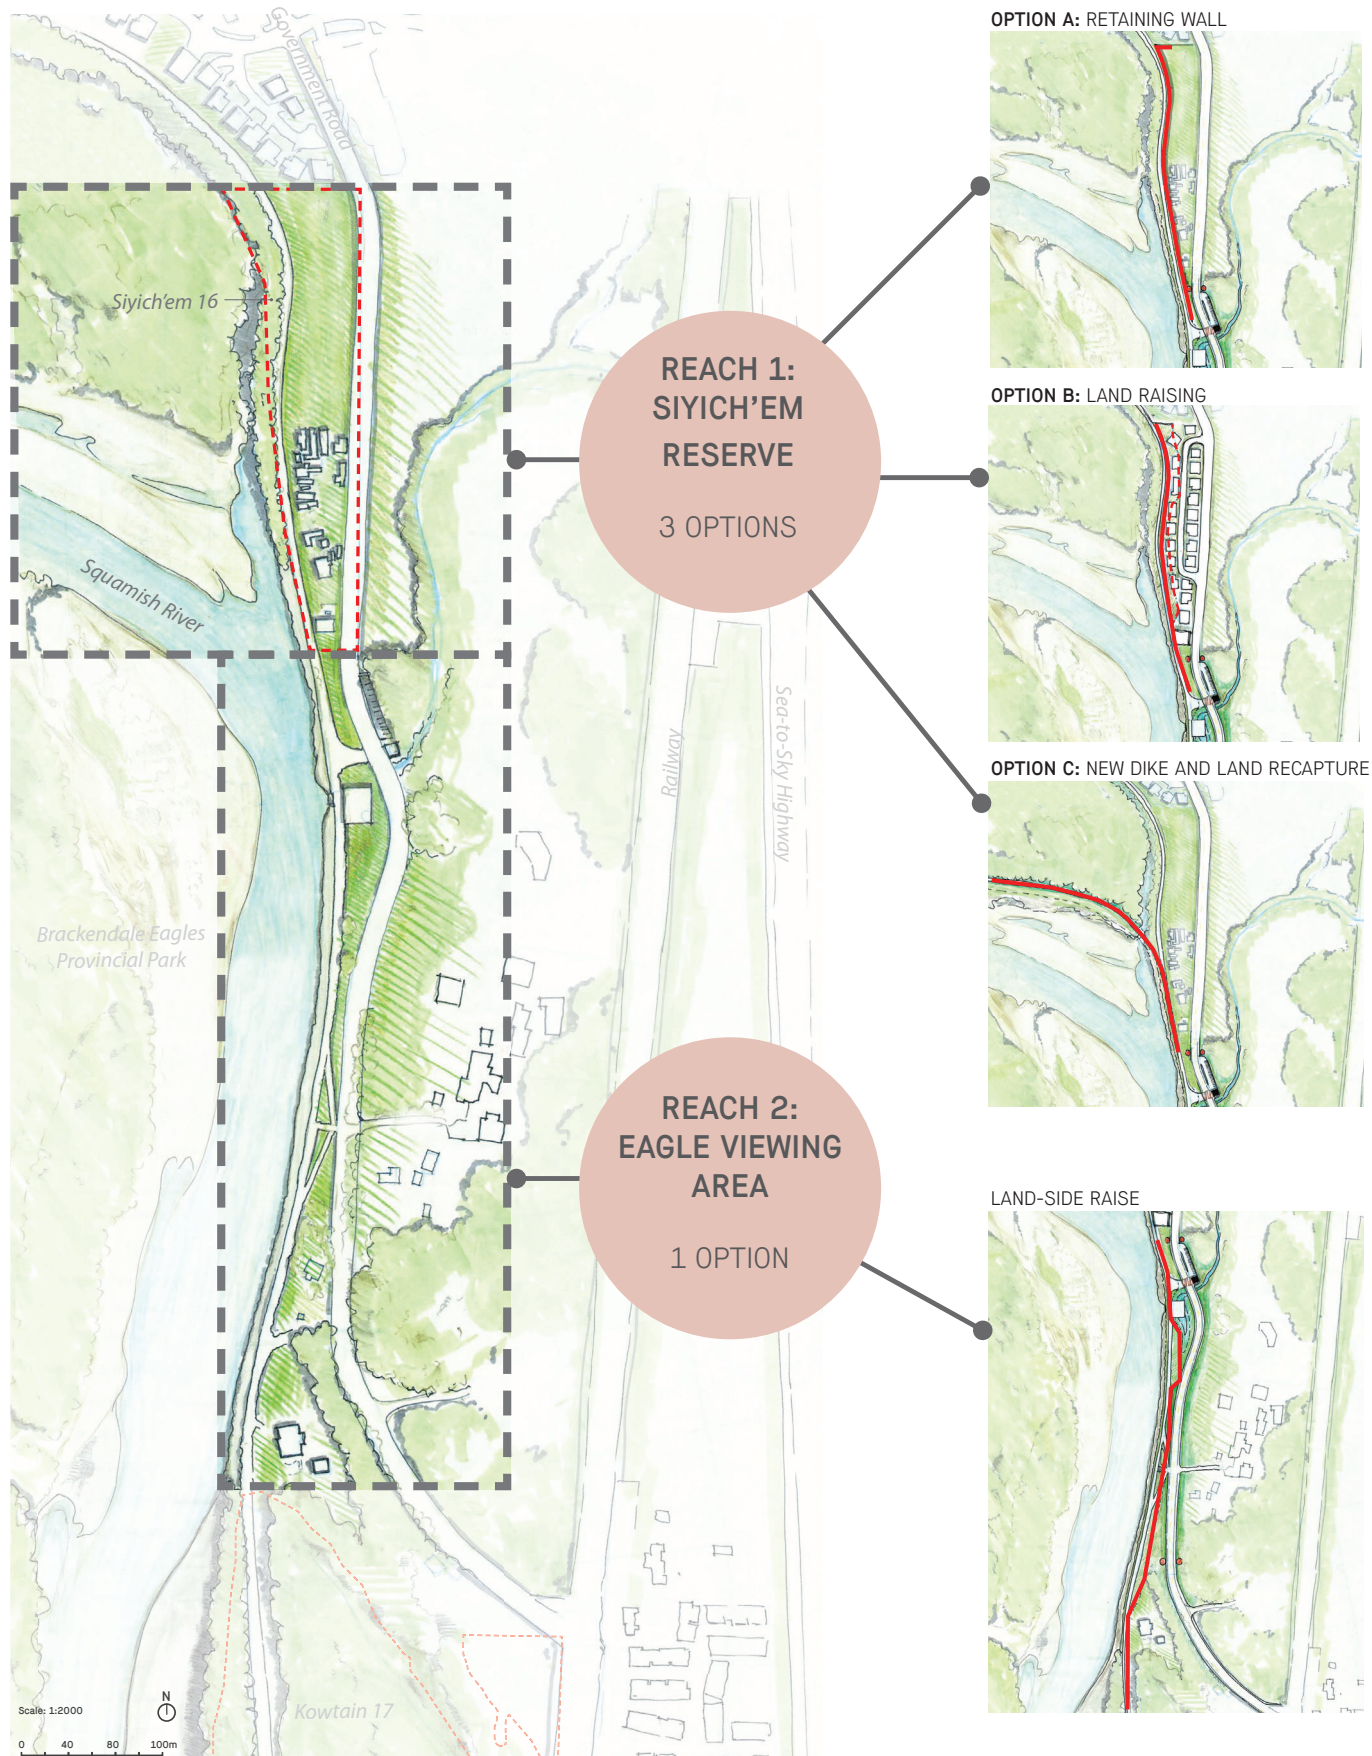 Government Road
Siyich'em 16
Squamish River
Brackendale Eagles
Provincial Park
Railway
Sea-to-Sky Highway
Kowtain 17
Scale: 1:2000
N
0 40 80 100m
REACH 1:
SIYICH'EM
RESERVE
3 OPTIONS
REACH 2:
EAGLE VIEWING
AREA
1 OPTION
OPTION A: RETAINING WALL
OPTION B: LAND RAISING
OPTION C: NEW DIKE AND LAND RECAPTURE
LAND-SIDE RAISE